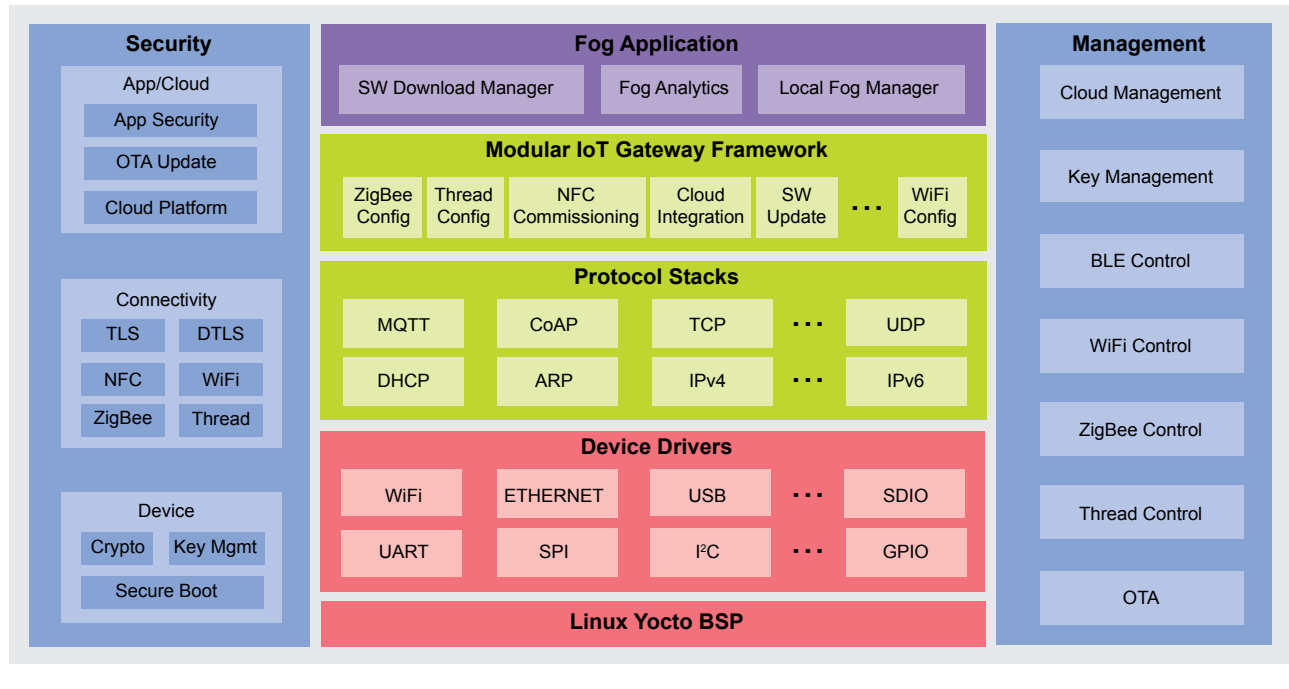 Security
App/Cloud
App Security
OTA Update
Cloud Platform
Connectivity
TLS DTLS
NFC WiFi
ZigBee Thread
Device
Crypto Key Mgmt
Secure Boot
Fog Application
SW Download Manager Fog Analytics Local Fog Manager
Modular IoT Gateway Framework
ZigBee Config
Thread Config
NFC Commissioning
Cloud Integration
SW Update
...
WiFi Config
Protocol Stacks
MQTT CoAP TCP ... UDP
DHCP ARP IPv4 ... IPv6
Device Drivers
WiFi ETHERNET USB ... SDIO
UART SPI I²C ... GPIO
Linux Yocto BSP
Management
Cloud Management
Key Management
BLE Control
WiFi Control
ZigBee Control
Thread Control
OTA